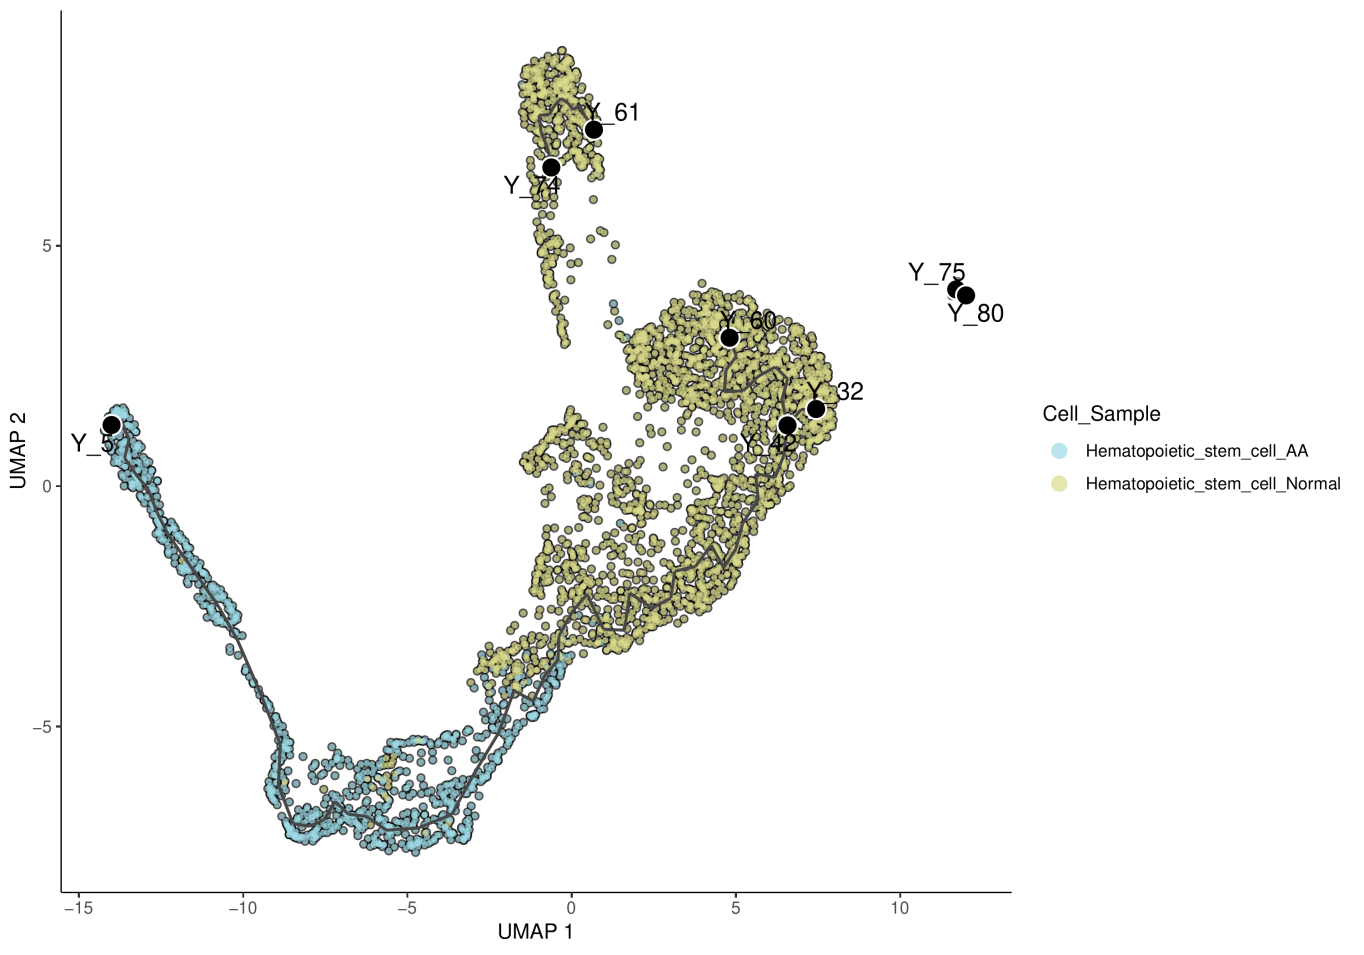 Y_61
Y_74
5
Y_75
Y_80
Y_60
Y_32
Y_5
Y_42
Cell_Sample
Hematopoietic_stem_cell_AA
Hematopoietic_stem_cell_Normal
UMAP 2
0
−5
−15
−10
−5
0
5
10
UMAP 1